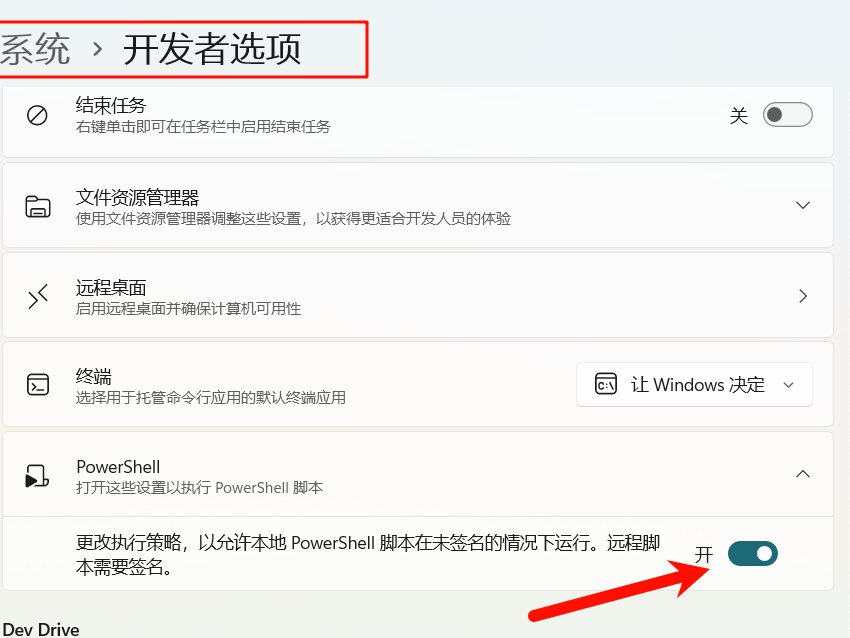 系统 › 开发者选项
结束任务
右键单击即可在任务栏中启用结束任务
关
文件资源管理器
使用文件资源管理器调整这些设置，以获得更适合开发人员的体验
远程桌面
启用远程桌面并确保计算机可用性
终端
选择用于托管命令行应用的默认终端应用
C:\ 让 Windows 决定
PowerShell
打开这些设置以执行 PowerShell 脚本
更改执行策略，以允许本地 PowerShell 脚本在未签名的情况下运行。远程脚
本需要签名。
开
Dev Drive